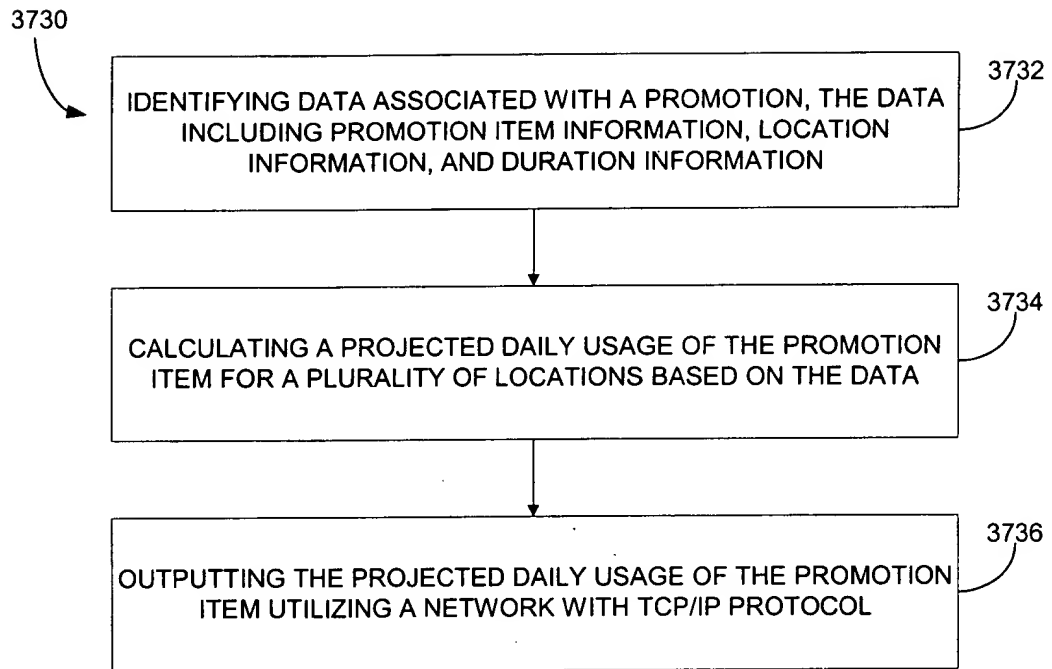 3730
3732
IDENTIFYING DATA ASSOCIATED WITH A PROMOTION, THE DATA
INCLUDING PROMOTION ITEM INFORMATION, LOCATION
INFORMATION, AND DURATION INFORMATION
3734
CALCULATING A PROJECTED DAILY USAGE OF THE PROMOTION
ITEM FOR A PLURALITY OF LOCATIONS BASED ON THE DATA
3736
OUTPUTTING THE PROJECTED DAILY USAGE OF THE PROMOTION
ITEM UTILIZING A NETWORK WITH TCP/IP PROTOCOL